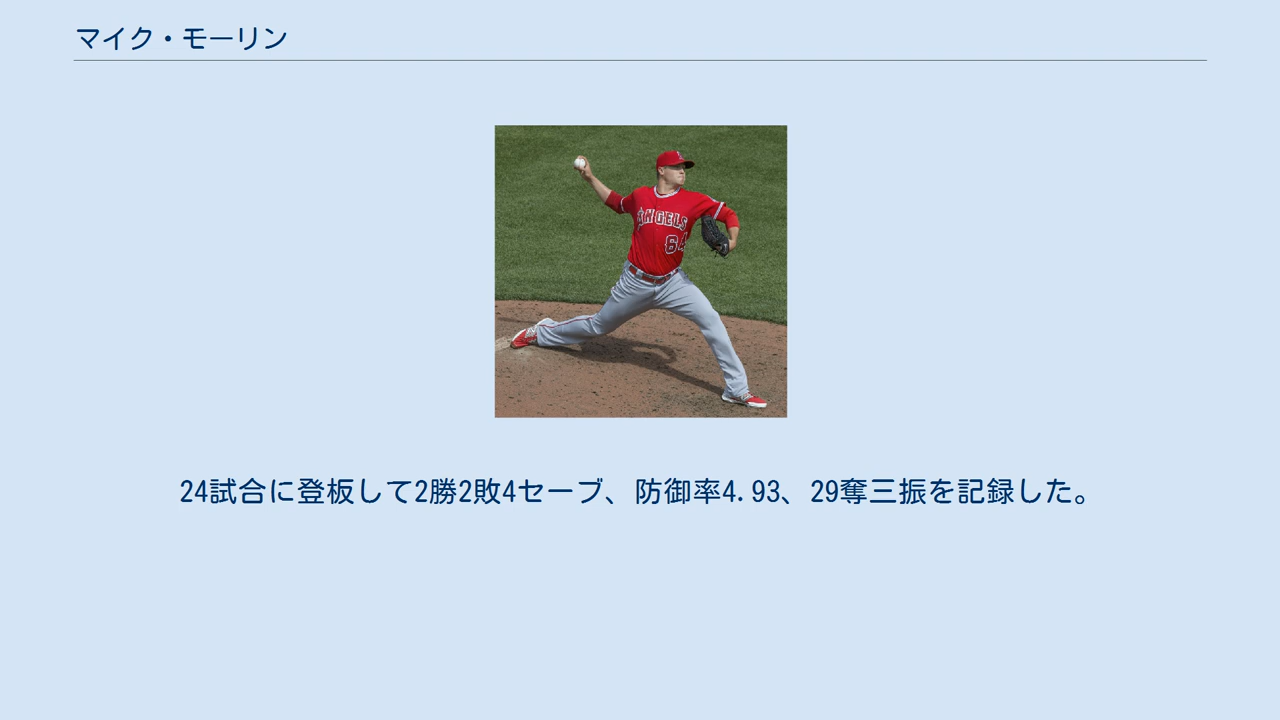 マイク・モーリン
ANGELS
24試合に登板して2勝2敗4セーブ、防御率4.93、29奪三振を記録した。